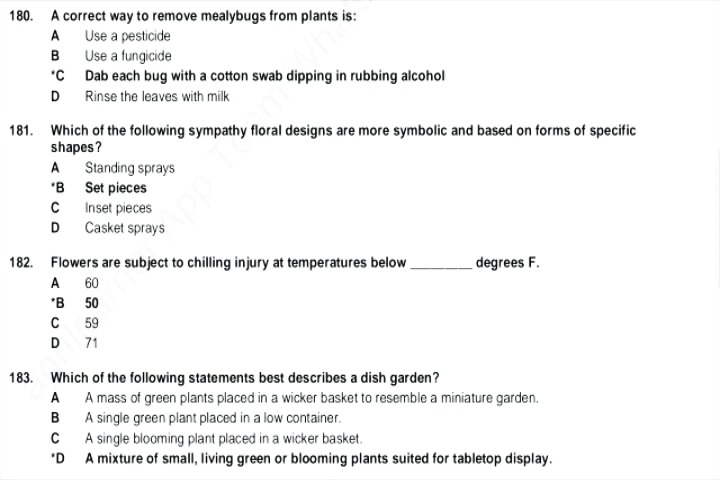 180. A correct way to remove mealybugs from plants is:
A Use a pesticide
B Use a fungicide
*C Dab each bug with a cotton swab dipping in rubbing alcohol
D Rinse the leaves with milk
181. Which of the following sympathy floral designs are more symbolic and based on forms of specific
shapes?
A Standing sprays
*B Set pieces
C Inset pieces
D Casket sprays
182. Flowers are subject to chilling injury at temperatures below ________ degrees F.
A 60
*B 50
C 59
D 71
183. Which of the following statements best describes a dish garden?
A A mass of green plants placed in a wicker basket to resemble a miniature garden.
B A single green plant placed in a low container.
C A single blooming plant placed in a wicker basket.
*D A mixture of small, living green or blooming plants suited for tabletop display.